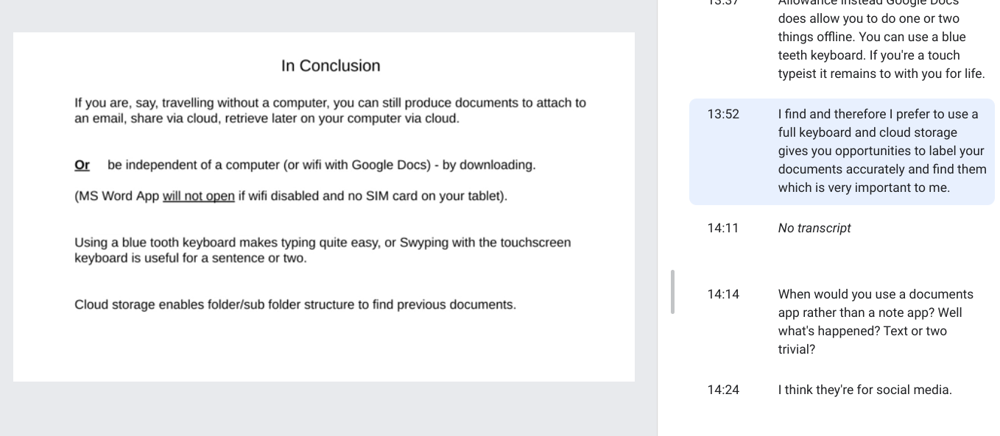 In Conclusion
If you are, say, travelling without a computer, you can still produce documents to attach to
an email, share via cloud, retrieve later on your computer via cloud.
Or be independent of a computer (or wifi with Google Docs) - by downloading.
(MS Word App will not open if wifi disabled and no SIM card on your tablet).
Using a blue tooth keyboard makes typing quite easy, or Swyping with the touchscreen
keyboard is useful for a sentence or two.
Cloud storage enables folder/sub folder structure to find previous documents.
13:37 Allowance instead Google Docs
does allow you to do one or two
things offline. You can use a blue
teeth keyboard. If you're a touch
typeist it remains to with you for life.
13:52 I find and therefore I prefer to use a
full keyboard and cloud storage
gives you opportunities to label your
documents accurately and find them
which is very important to me.
14:11 No transcript
14:14 When would you use a documents
app rather than a note app? Well
what's happened? Text or two
trivial?
14:24 I think they're for social media.